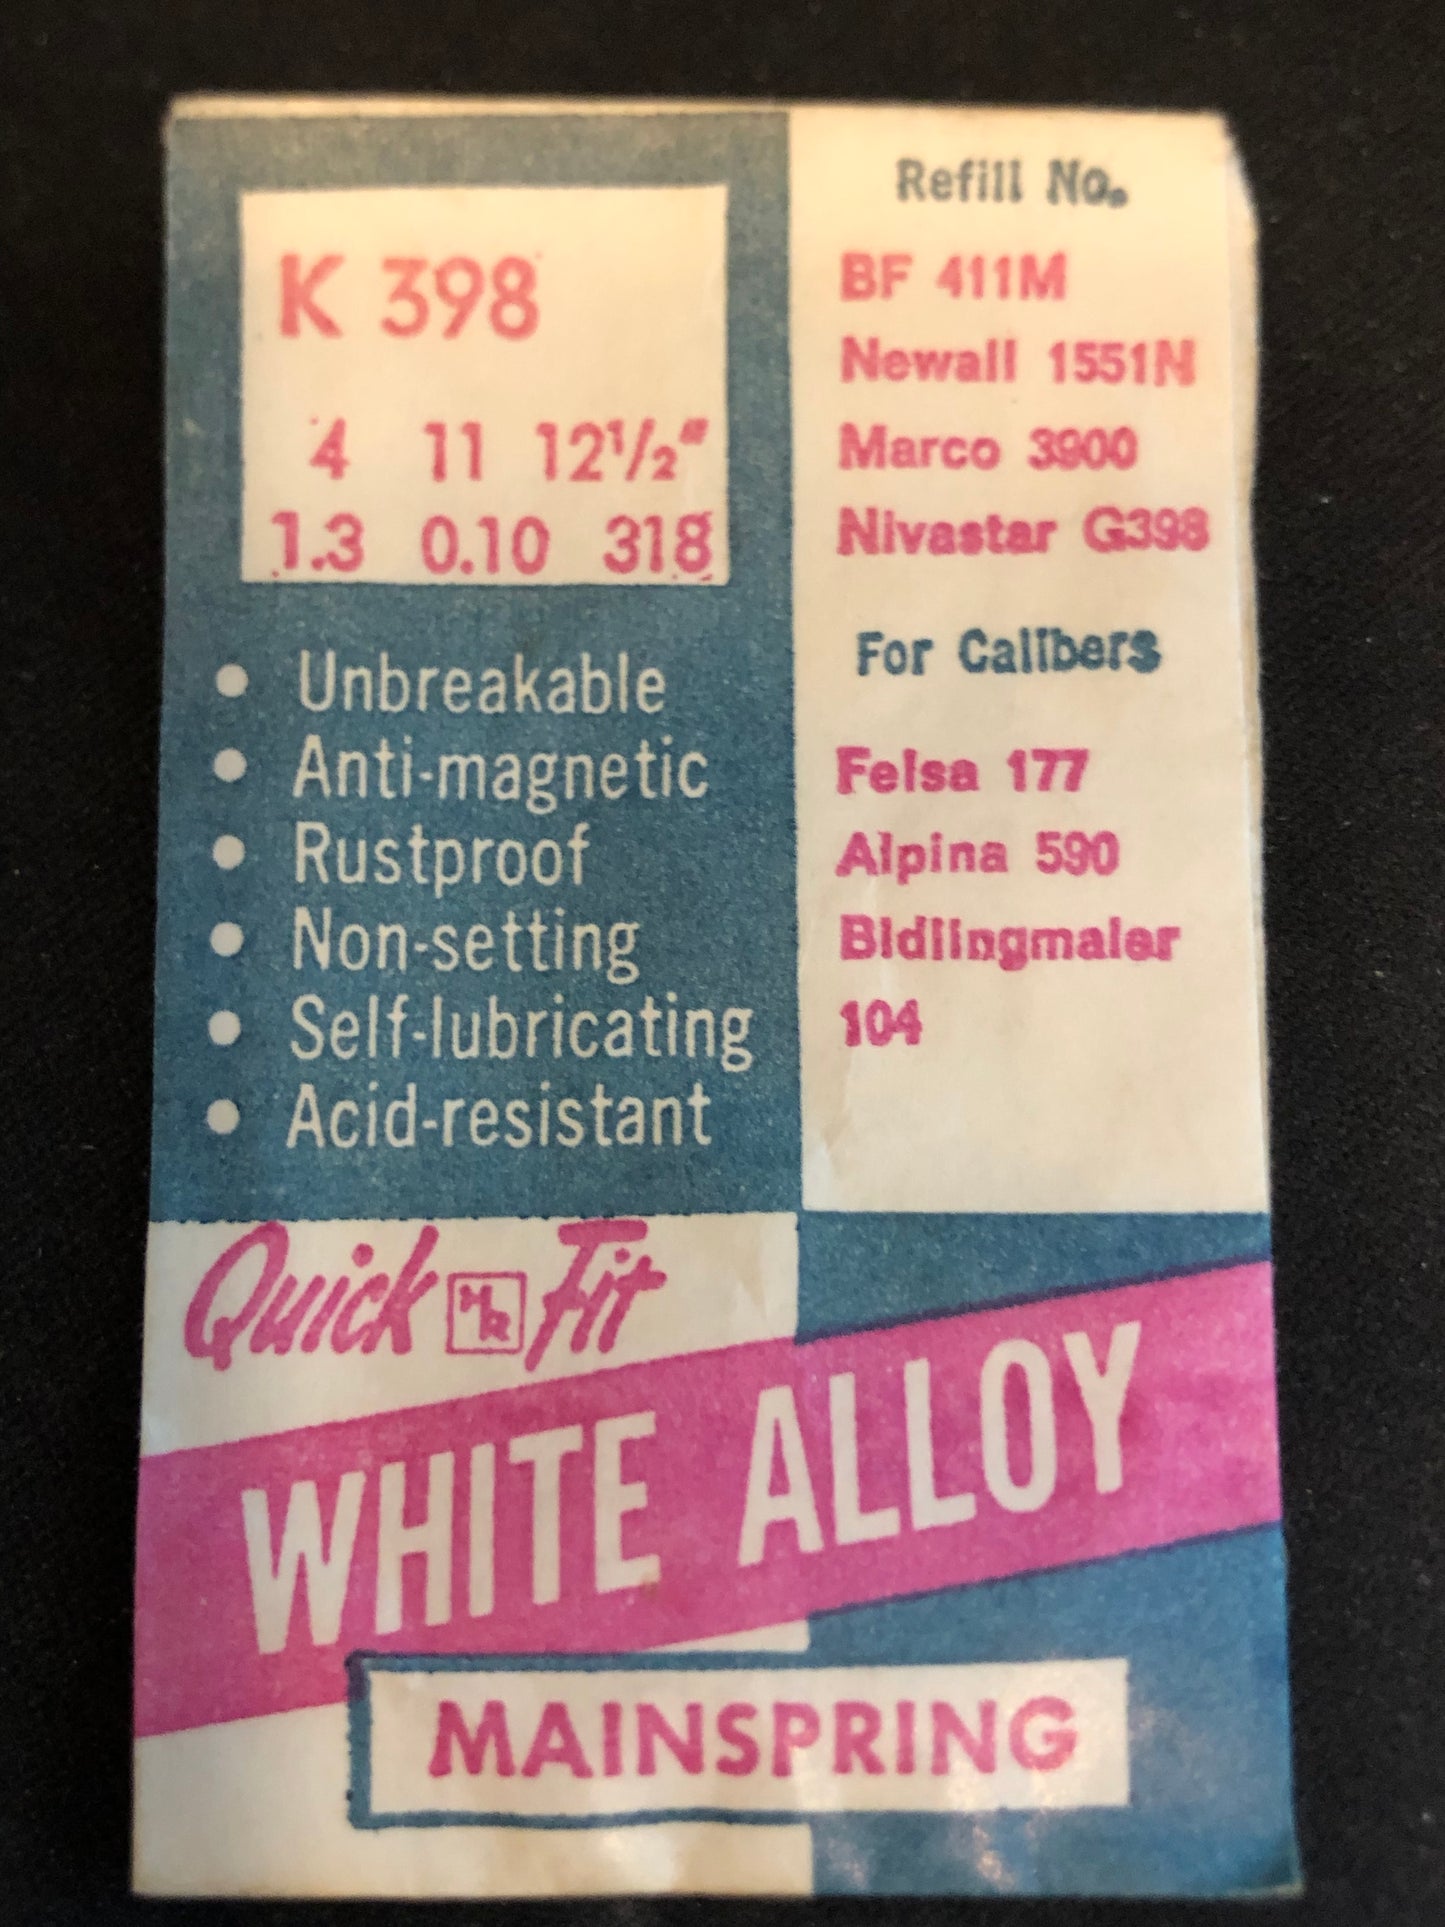 K 398
4 11 12½"
1.3 0.10 318
• Unbreakable
• Anti-magnetic
• Rustproof
• Non-setting
• Self-lubricating
• Acid-resistant
Refill No.
BF 411M
Newall 1551N
Marco 3900
Nivastar G398
For Calibers
Felsa 177
Alpina 590
Bidlingmaier
104
Quick HR Fit
WHITE ALLOY
MAINSPRING